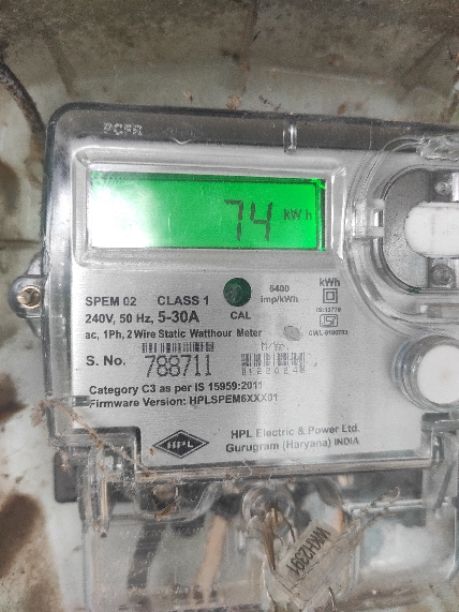 74 kWh
SPEM 02 CLASS 1
240V, 50 Hz, 5-30A
CAL
6400
imp/kWh
kWh
IS:13779
ac, 1Ph, 2 Wire Static Watthour Meter
S. No. 788711
Category C3 as per IS 15959:2011
Firmware Version: HPLSPEM6XXX01
HPL
HPL Electric & Power Ltd.
Gurugram (Haryana) INDIA